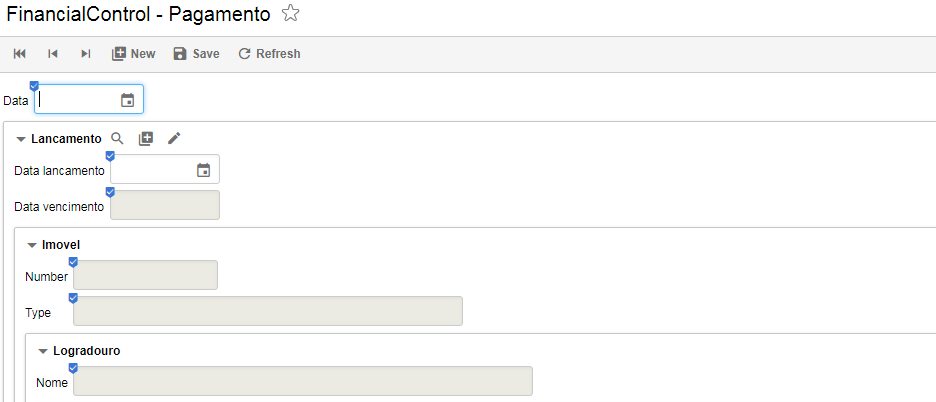 FinancialControl - Pagamento
New Save Refresh
Data
Lancamento
Data lancamento
Data vencimento
Imovel
Number
Type
Logradouro
Nome